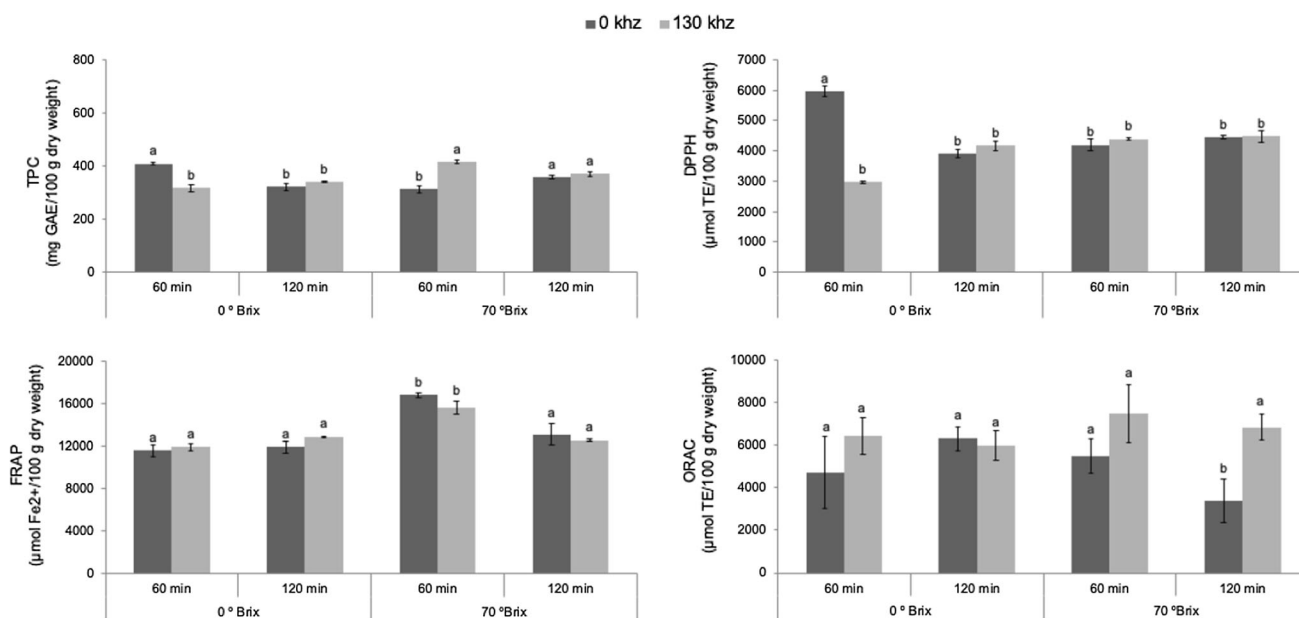 0 khz 130 khz
TPC
(mg GAE/100 g dry weight)
800
600
400
200
0
a b b b b a a a
60 min 120 min 60 min 120 min
0 º Brix 70 ºBrix
DPPH
(µmol TE/100 g dry weight)
7000
6000
5000
4000
3000
2000
1000
0
a b b b b b b b
60 min 120 min 60 min 120 min
0 º Brix 70 ºBrix
FRAP
(µmol Fe2+/100 g dry weight)
20000
16000
12000
8000
4000
0
a a a a b b a a
60 min 120 min 60 min 120 min
0 º Brix 70 ºBrix
ORAC
(µmol TE/100 g dry weight)
10000
8000
6000
4000
2000
0
a a a a a a b a
60 min 120 min 60 min 120 min
0 º Brix 70 ºBrix